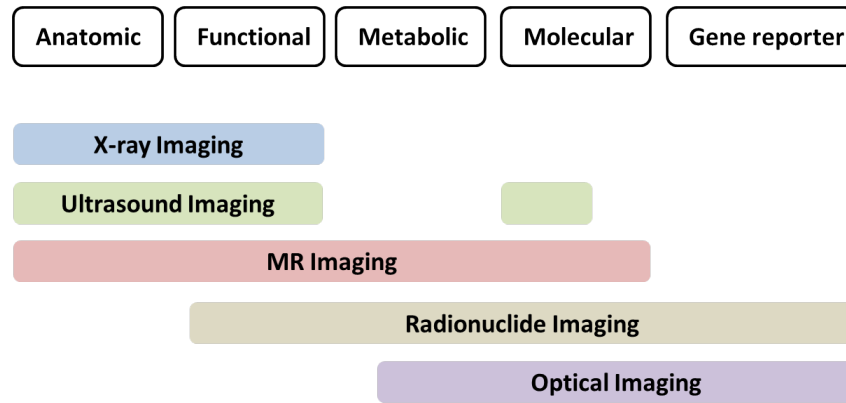 Anatomic Functional Metabolic Molecular Gene reporter
X-ray Imaging
Ultrasound Imaging
MR Imaging
Radionuclide Imaging
Optical Imaging